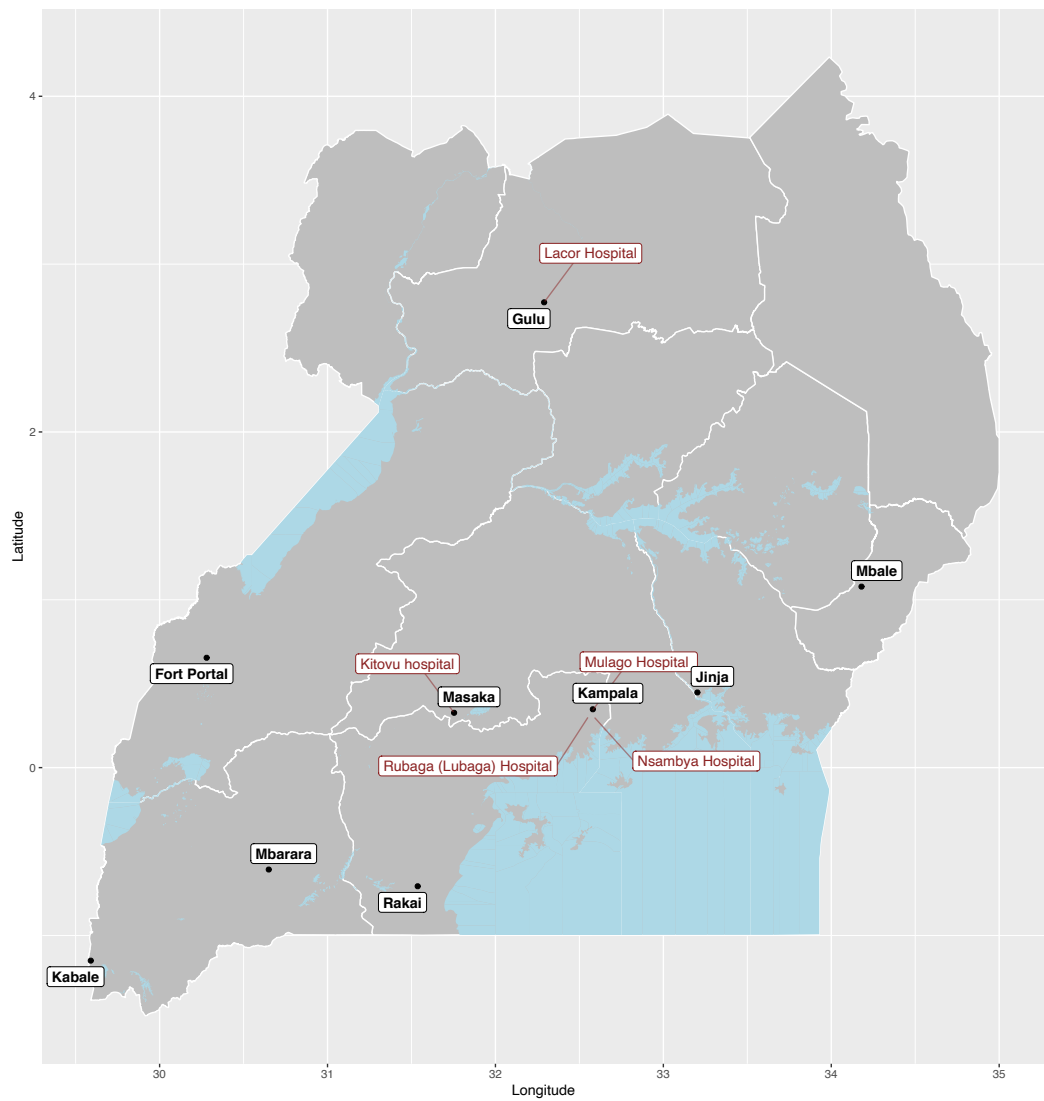 4
Lacor Hospital
Gulu
2
Latitude
Mbale
Fort Portal
Kitovu hospital
Mulago Hospital
Masaka
Kampala
Jinja
0
Rubaga (Lubaga) Hospital
Nsambya Hospital
Mbarara
Rakai
Kabale
30
31
32
33
34
35
Longitude